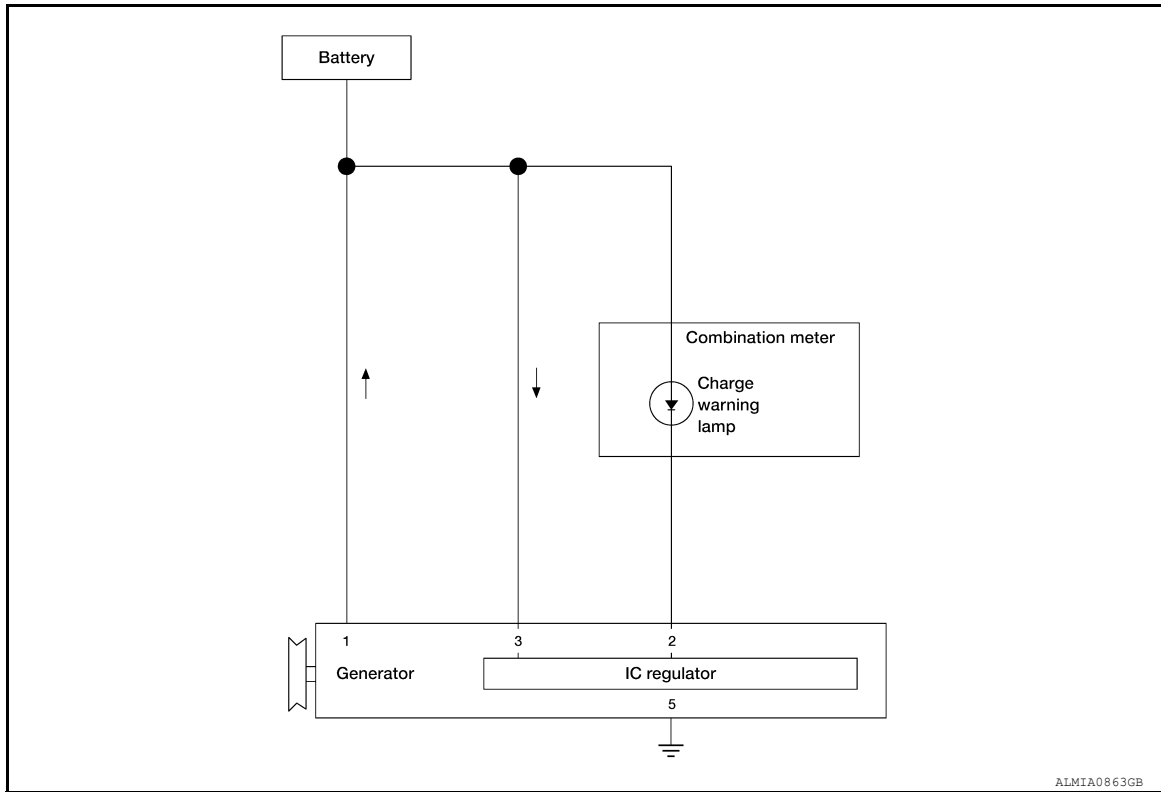 Battery
Combination meter
Charge
warning
lamp
1
3
2
Generator
IC regulator
5
ALMIA0863GB